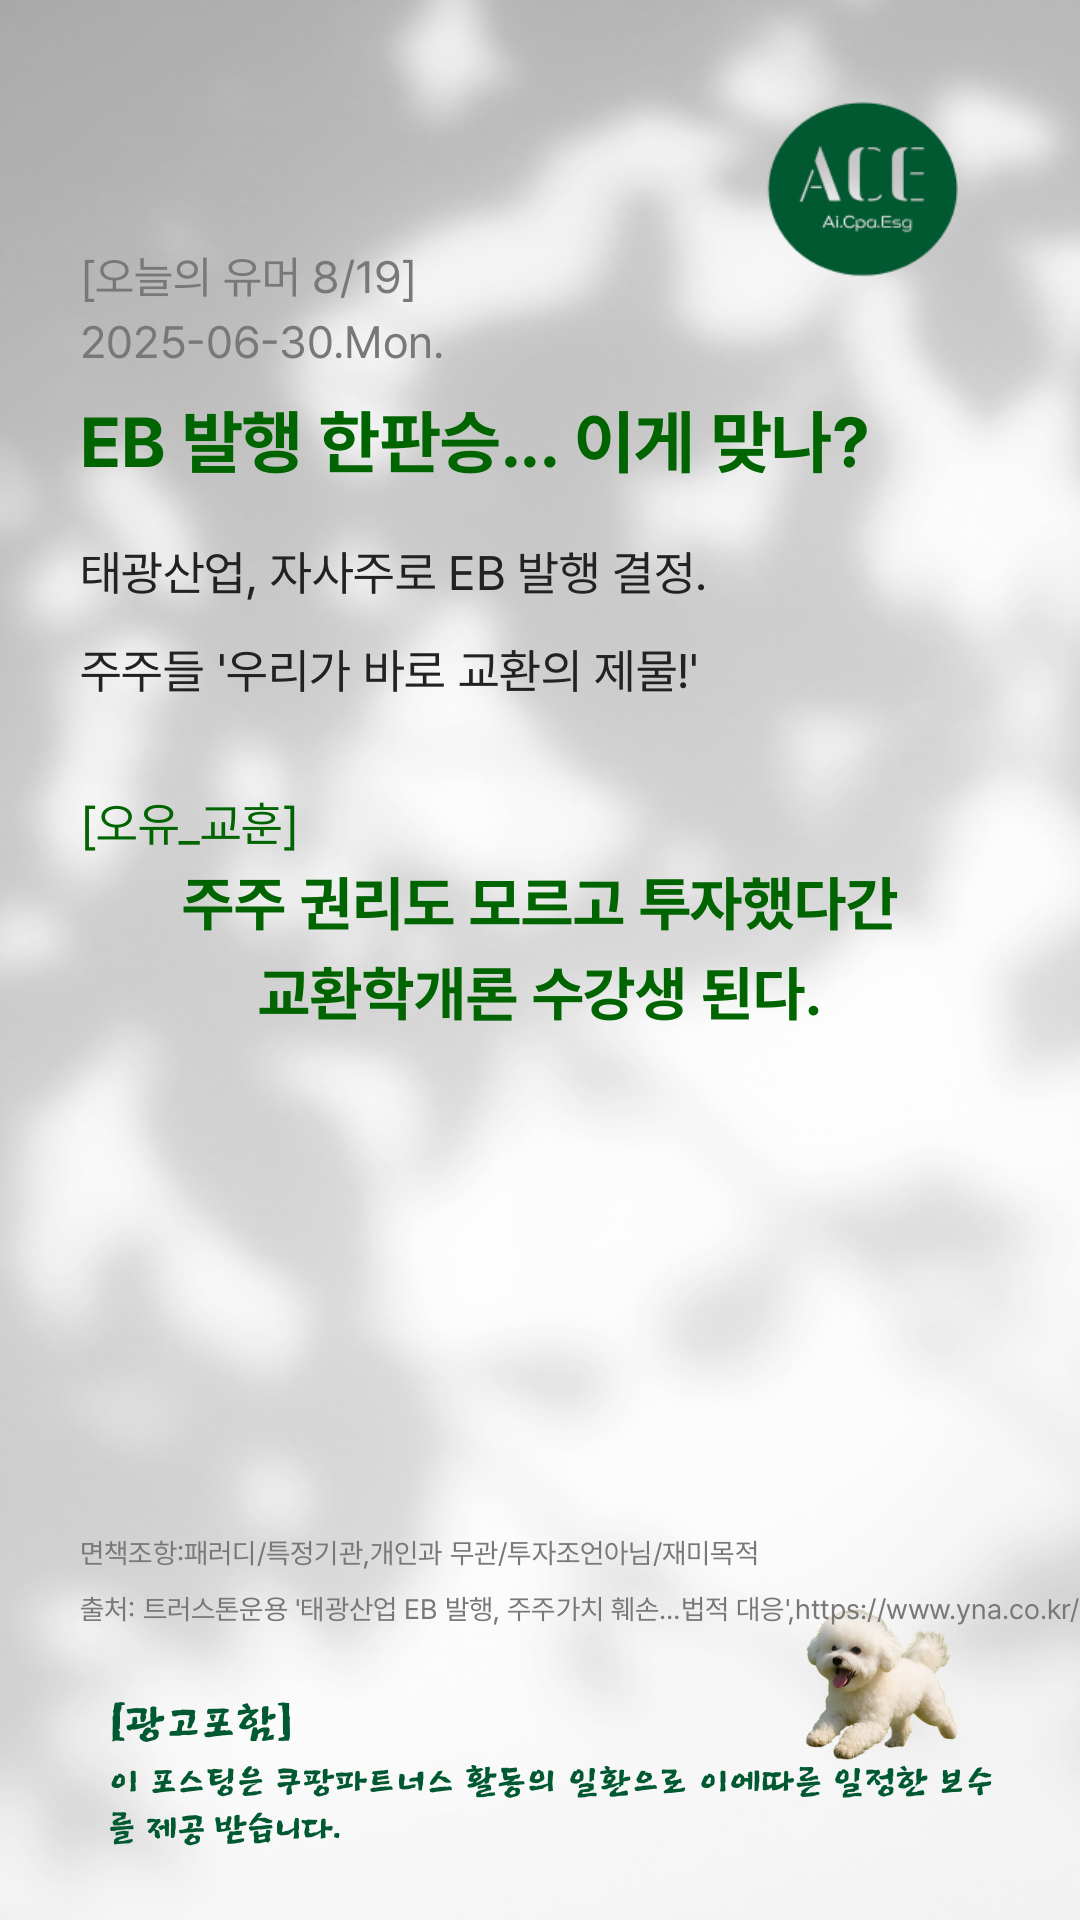 ACE
Ai.Cpa.Esg
[오늘의 유머 8/19]
2025-06-30.Mon.
EB 발행 한판승... 이게 맞나?
태광산업, 자사주로 EB 발행 결정.
주주들 '우리가 바로 교환의 제물!'
[오유_교훈]
주주 권리도 모르고 투자했다간
교환학개론 수강생 된다.
면책조항:패러디/특정기관,개인과 무관/투자조언아님/재미목적
출처: 트러스톤운용 '태광산업 EB 발행, 주주가치 훼손...법적 대응',https://www.yna.co.kr/
[광고포함]
이 포스팅은 쿠팡파트너스 활동의 일환으로 이에따른 일정한 보수
를 제공 받습니다.